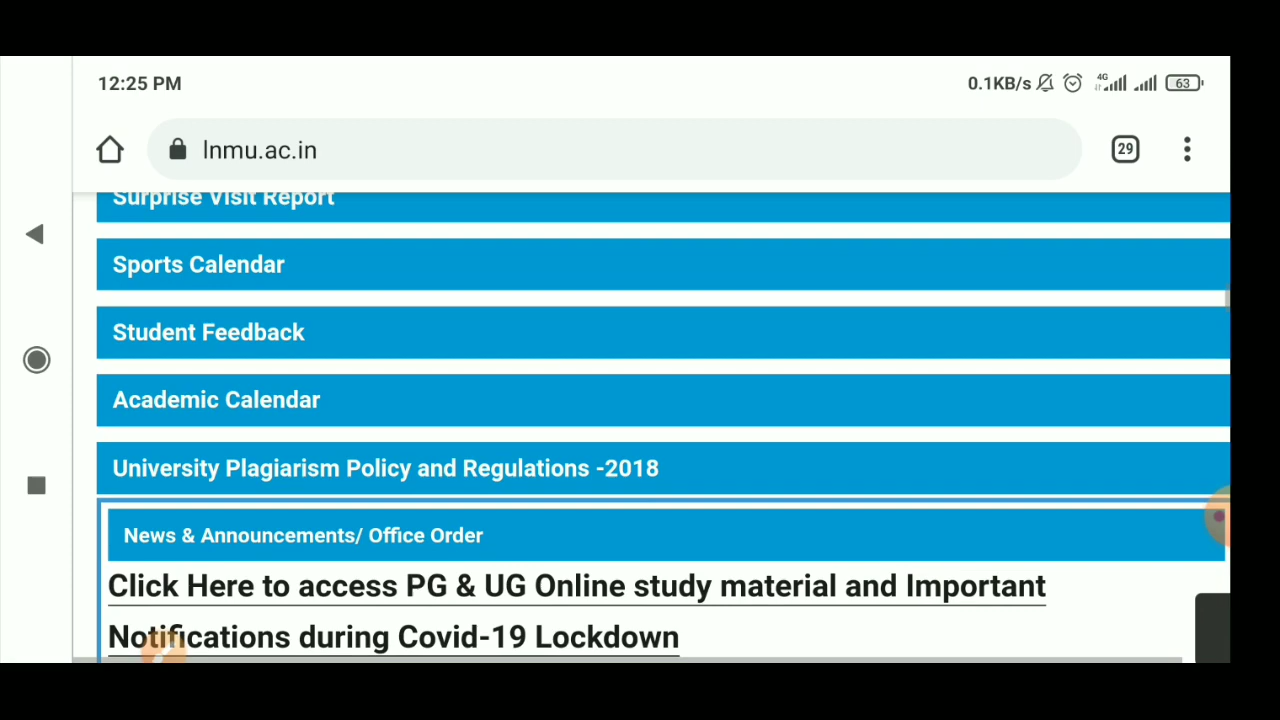 12:25 PM
0.1KB/s
4G
63
lnmu.ac.in
29
Surprise Visit Report
Sports Calendar
Student Feedback
Academic Calendar
University Plagiarism Policy and Regulations -2018
News & Announcements/ Office Order
Click Here to access PG & UG Online study material and Important
Notifications during Covid-19 Lockdown